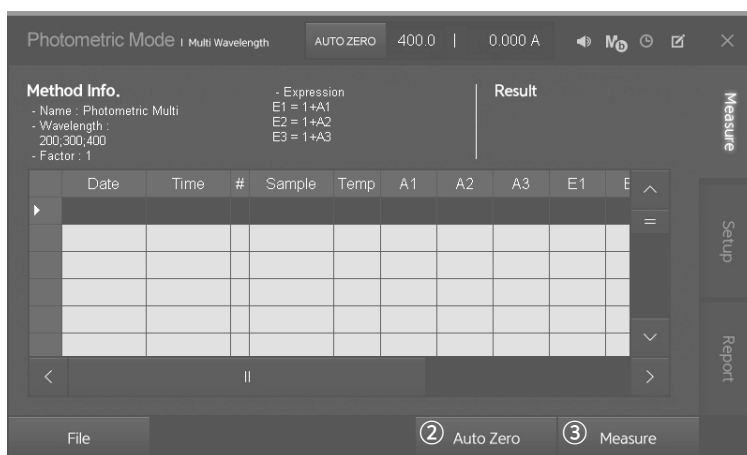 Photometric Mode | Multi Wavelength AUTO ZERO 400.0 | 0.000 A
Method Info.
- Name : Photometric Multi
- Wavelength :
200;300;400
- Factor : 1
- Expression
E1 = 1+A1
E2 = 1+A2
E3 = 1+A3
Result
Date Time # Sample Temp A1 A2 A3 E1
File
② Auto Zero
③ Measure
Measure
Setup
Report